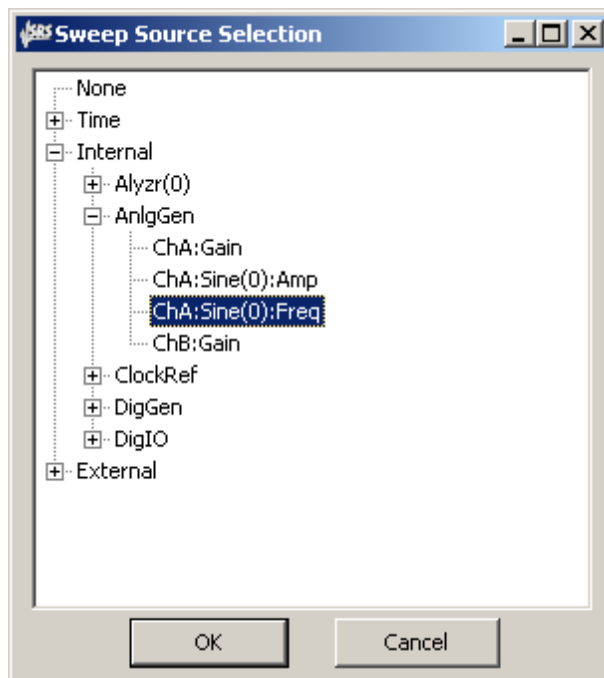 SRS Sweep Source Selection
None
Time
Internal
Alyzr(0)
AnlgGen
ChA:Gain
ChA:Sine(0):Amp
ChA:Sine(0):Freq
ChB:Gain
ClockRef
DigGen
DigIO
External
OK Cancel